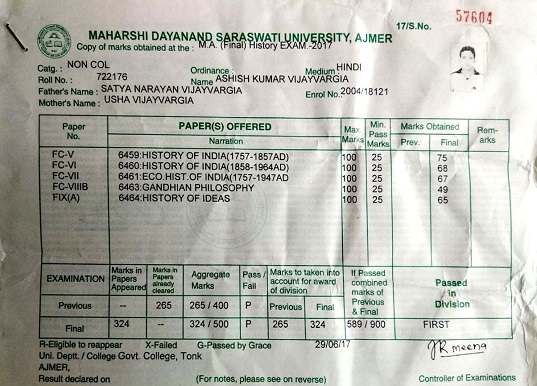 17/S.No. 57604
MAHARSHI DAYANAND SARASWATI UNIVERSITY, AJMER
Copy of marks obtained at the : M.A. (Final) History EXAM.-2017
Catg. : NON COL Ordinance : Medium HINDI
Roll No. : 722176 Name ASHISH KUMAR VIJAYVARGIA
Father's Name : SATYA NARAYAN VIJAYVARGIA Enrol No. 2004/18121
Mother's Name : USHA VIJAYVARGIA
Paper No. PAPER(S) OFFERED Narration Max. Marks Min. Pass Marks Marks Obtained Prev. Final Rem-arks
FC-V 6459:HISTORY OF INDIA(1757-1857AD) 100 25 75
FC-VI 6460:HISTORY OF INDIA(1858-1964AD) 100 25 68
FC-VII 6461:ECO.HIST.OF INDIA(1757-1947AD 100 25 67
FC-VIIIB 6463:GANDHIAN PHILOSOPHY 100 25 49
FIX(A) 6464:HISTORY OF IDEAS 100 25 65
EXAMINATION Marks in Papers Appeared Marks in Papers already cleared Aggregate Marks Pass / Fail Marks to taken into account for award of division Previous Final If Passed combined marks of Previous & Final Passed in Division
Previous -- 265 265 / 400 P
Final 324 -- 324 / 500 P 265 324 589 / 900 FIRST
R-Eligible to reappear X-Failed G-Passed by Grace 29/06/17 JR meena
Uni. Deptt. / College Govt. College, Tonk
AJMER,
Result declared on (For notes, please see on reverse) Controller of Examinations